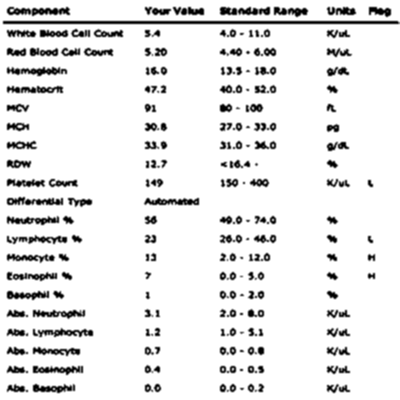 Component Your Value Standard Range Units Flag
White Blood Cell Count 5.4 4.0 - 11.0 K/uL
Red Blood Cell Count 5.20 4.40 - 6.00 M/uL
Hemoglobin 16.0 13.5 - 18.0 g/dL
Hematocrit 47.2 40.0 - 52.0 %
MCV 91 80 - 100 fL
MCH 30.8 27.0 - 33.0 pg
MCHC 33.9 31.0 - 36.0 g/dL
RDW 12.7 <16.4 - %
Platelet Count 149 150 - 400 K/uL L
Differential Type Automated
Neutrophil % 56 49.0 - 74.0 %
Lymphocyte % 23 26.0 - 46.0 % L
Monocyte % 13 2.0 - 12.0 % H
Eosinophil % 7 0.0 - 5.0 % H
Basophil % 1 0.0 - 2.0 %
Abs. Neutrophil 3.1 2.0 - 8.0 K/uL
Abs. Lymphocyte 1.2 1.0 - 5.1 K/uL
Abs. Monocyte 0.7 0.0 - 0.8 K/uL
Abs. Eosinophil 0.4 0.0 - 0.5 K/uL
Abs. Basophil 0.0 0.0 - 0.2 K/uL